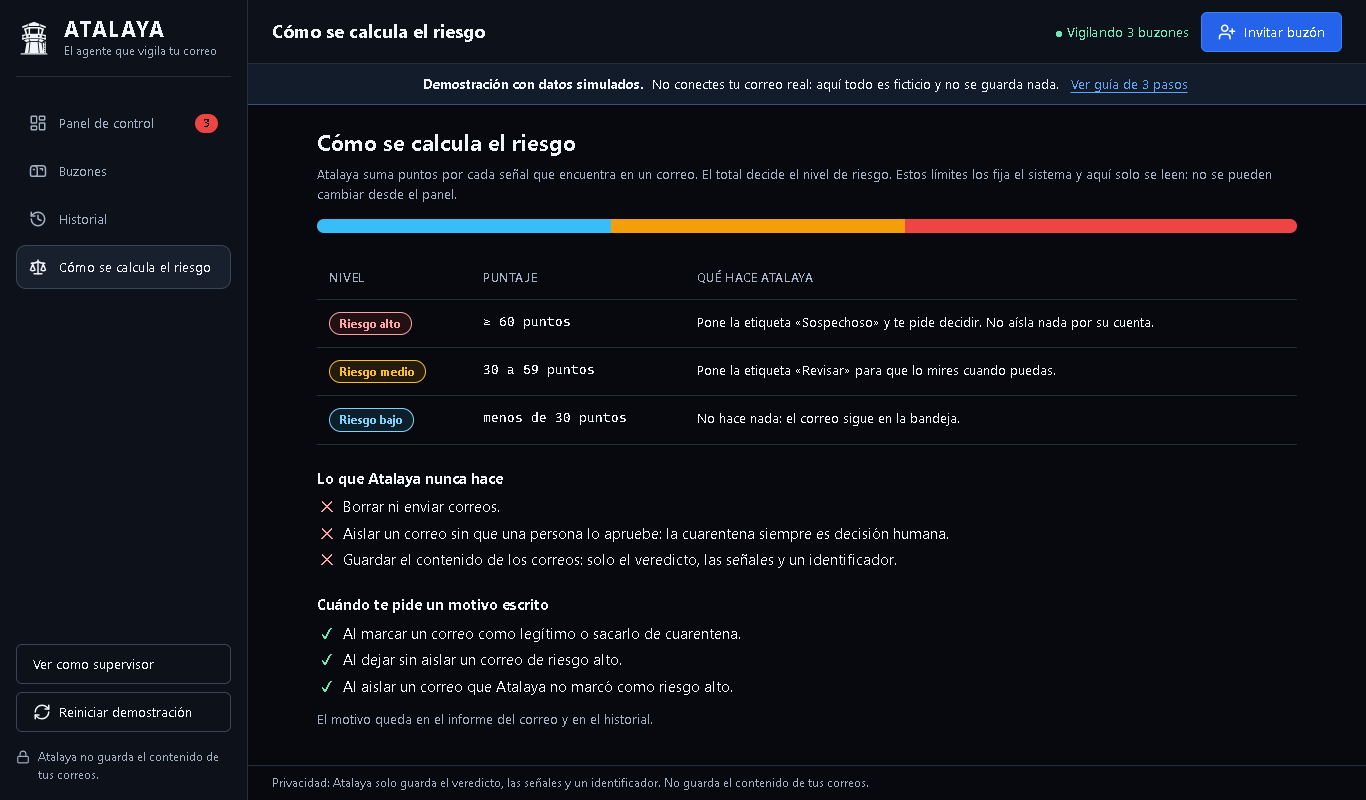 ATALAYA
El agente que vigila tu correo
Panel de control 3
Buzones
Historial
Cómo se calcula el riesgo
Ver como supervisor
Reiniciar demostración
Atalaya no guarda el contenido de
tus correos.
Cómo se calcula el riesgo
Vigilando 3 buzones
Invitar buzón
Demostración con datos simulados. No conectes tu correo real: aquí todo es ficticio y no se guarda nada. Ver guía de 3 pasos
Cómo se calcula el riesgo
Atalaya suma puntos por cada señal que encuentra en un correo. El total decide el nivel de riesgo. Estos límites los fija el sistema y aquí solo se leen: no se pueden
cambiar desde el panel.
NIVEL PUNTAJE QUÉ HACE ATALAYA
Riesgo alto ≥ 60 puntos Pone la etiqueta «Sospechoso» y te pide decidir. No aísla nada por su cuenta.
Riesgo medio 30 a 59 puntos Pone la etiqueta «Revisar» para que lo mires cuando puedas.
Riesgo bajo menos de 30 puntos No hace nada: el correo sigue en la bandeja.
Lo que Atalaya nunca hace
Borrar ni enviar correos.
Aislar un correo sin que una persona lo apruebe: la cuarentena siempre es decisión humana.
Guardar el contenido de los correos: solo el veredicto, las señales y un identificador.
Cuándo te pide un motivo escrito
Al marcar un correo como legítimo o sacarlo de cuarentena.
Al dejar sin aislar un correo de riesgo alto.
Al aislar un correo que Atalaya no marcó como riesgo alto.
El motivo queda en el informe del correo y en el historial.
Privacidad: Atalaya solo guarda el veredicto, las señales y un identificador. No guarda el contenido de tus correos.